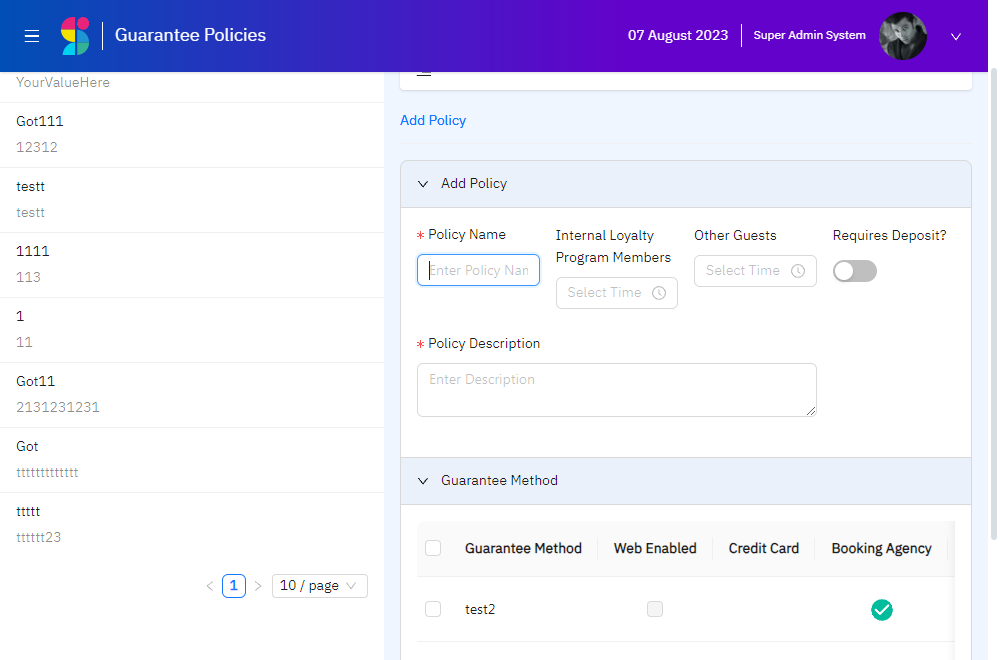 Guarantee Policies
07 August 2023
Super Admin System
YourValueHere
Got111
12312
testt
testt
1111
113
1
11
Got11
2131231231
Got
ttttttttttttt
ttttt
tttttt23
1
10 / page
Add Policy
Add Policy
* Policy Name
Enter Policy Nam
Internal Loyalty
Program Members
Select Time
Other Guests
Select Time
Requires Deposit?
* Policy Description
Enter Description
Guarantee Method
Guarantee Method Web Enabled Credit Card Booking Agency
test2